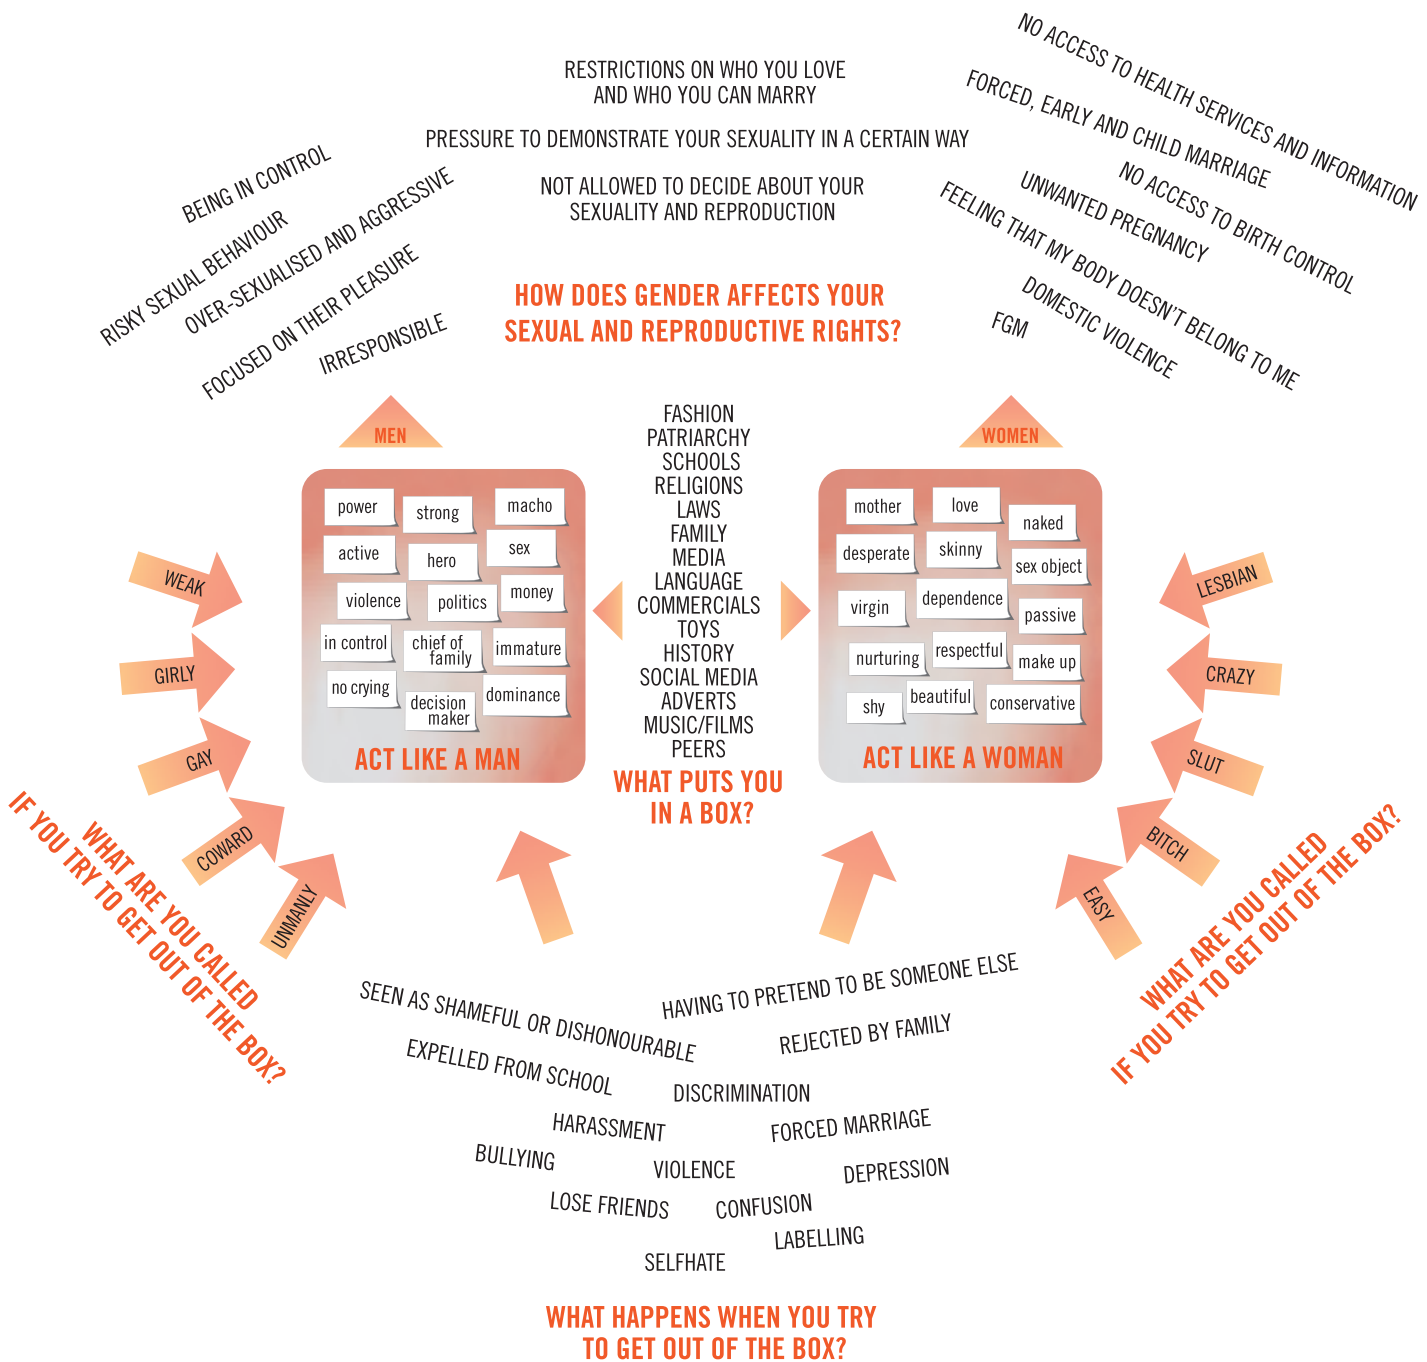 NO ACCESS TO HEALTH SERVICES AND INFORMATION
FORCED, EARLY AND CHILD MARRIAGE
NO ACCESS TO BIRTH CONTROL
UNWANTED PREGNANCY
FEELING THAT MY BODY DOESN'T BELONG TO ME
DOMESTIC VIOLENCE
FGM
RESTRICTIONS ON WHO YOU LOVE
AND WHO YOU CAN MARRY
PRESSURE TO DEMONSTRATE YOUR SEXUALITY IN A CERTAIN WAY
NOT ALLOWED TO DECIDE ABOUT YOUR
SEXUALITY AND REPRODUCTION
BEING IN CONTROL
RISKY SEXUAL BEHAVIOUR
OVER-SEXUALISED AND AGGRESSIVE
FOCUSED ON THEIR PLEASURE
IRRESPONSIBLE
HOW DOES GENDER AFFECTS YOUR
SEXUAL AND REPRODUCTIVE RIGHTS?
MEN
power
strong
macho
active
hero
sex
violence
politics
money
in control
chief of
family
immature
no crying
decision
maker
dominance
ACT LIKE A MAN
FASHION
PATRIARCHY
SCHOOLS
RELIGIONS
LAWS
FAMILY
MEDIA
LANGUAGE
COMMERCIALS
TOYS
HISTORY
SOCIAL MEDIA
ADVERTS
MUSIC/FILMS
PEERS
WHAT PUTS YOU
IN A BOX?
WOMEN
mother
love
naked
desperate
skinny
sex object
virgin
dependence
passive
nurturing
respectful
make up
shy
beautiful
conservative
ACT LIKE A WOMAN
WEAK
GIRLY
GAY
COWARD
UNMANLY
WHAT ARE YOU CALLED
IF YOU TRY TO GET OUT OF THE BOX?
LESBIAN
CRAZY
SLUT
BITCH
EASY
WHAT ARE YOU CALLED
IF YOU TRY TO GET OUT OF THE BOX?
SEEN AS SHAMEFUL OR DISHONOURABLE
HAVING TO PRETEND TO BE SOMEONE ELSE
EXPELLED FROM SCHOOL
REJECTED BY FAMILY
DISCRIMINATION
HARASSMENT
FORCED MARRIAGE
BULLYING
VIOLENCE
DEPRESSION
LOSE FRIENDS
CONFUSION
LABELLING
SELFHATE
WHAT HAPPENS WHEN YOU TRY
TO GET OUT OF THE BOX?